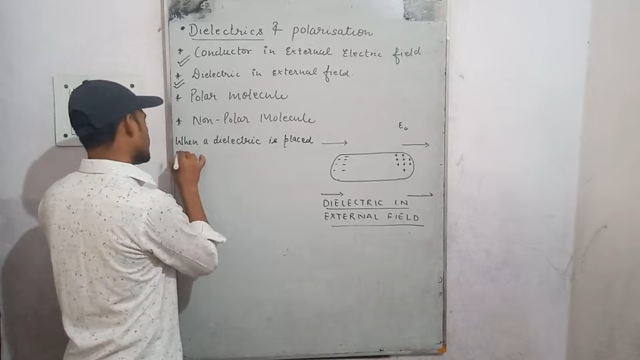 • Dielectrics & polarisation
* Conductor in External Electric field
* Dielectric in external field.
* Polar molecule
* Non-Polar Molecule
When a dielectric is placed
E₀
- - - - - + + + + + + +
DIELECTRIC IN
EXTERNAL FIELD